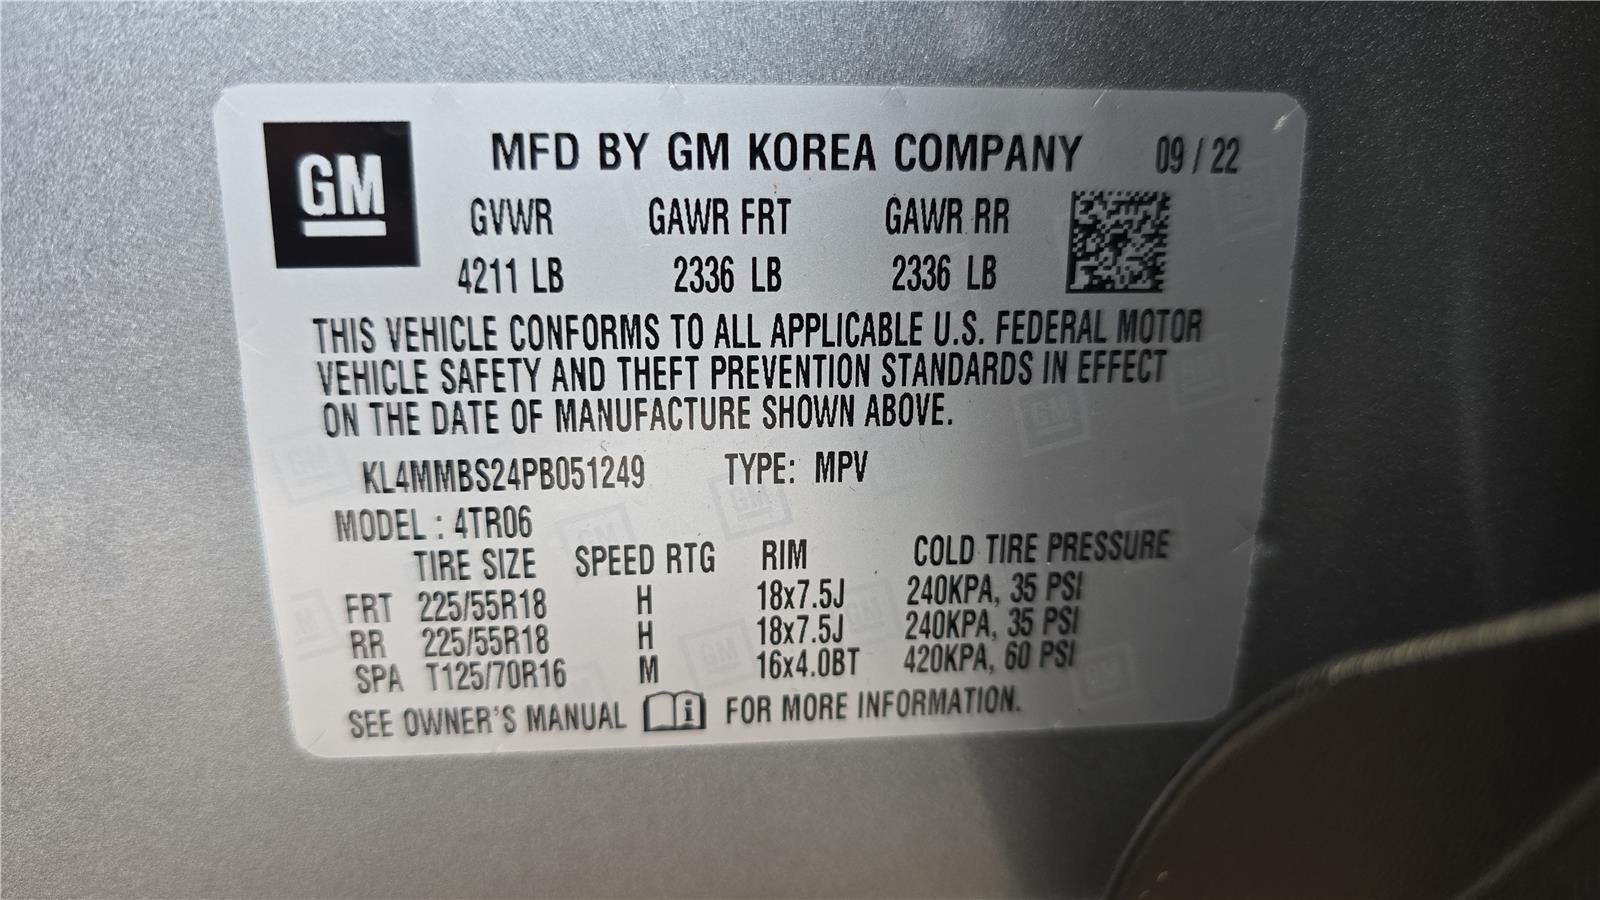 GM
MFD BY GM KOREA COMPANY 09 / 22
GVWR GAWR FRT GAWR RR
4211 LB 2336 LB 2336 LB
THIS VEHICLE CONFORMS TO ALL APPLICABLE U.S. FEDERAL MOTOR
VEHICLE SAFETY AND THEFT PREVENTION STANDARDS IN EFFECT
ON THE DATE OF MANUFACTURE SHOWN ABOVE.
KL4MMBS24PB051249 TYPE: MPV
MODEL : 4TR06
TIRE SIZE SPEED RTG RIM COLD TIRE PRESSURE
FRT 225/55R18 H 18x7.5J 240KPA, 35 PSI
RR 225/55R18 H 18x7.5J 240KPA, 35 PSI
SPA T125/70R16 M 16x4.0BT 420KPA, 60 PSI
SEE OWNER'S MANUAL i FOR MORE INFORMATION.